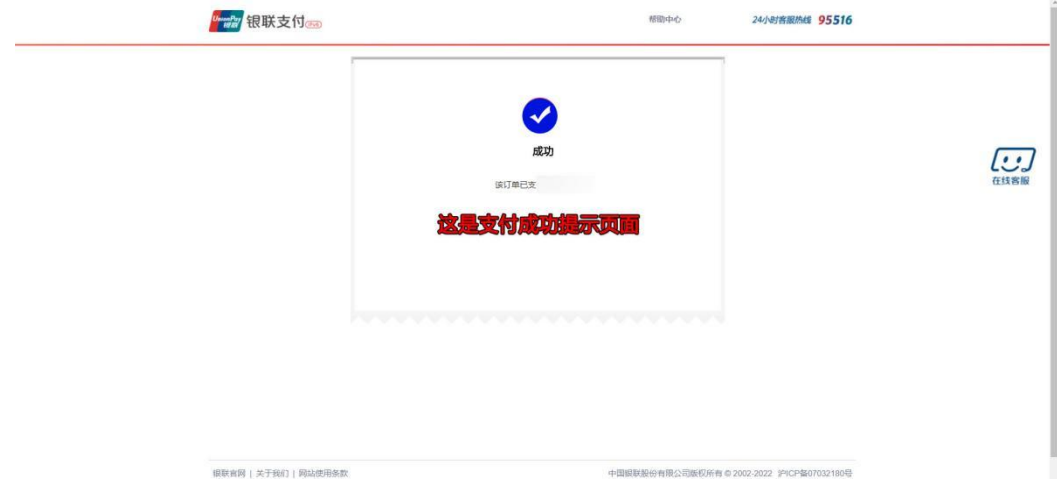 UnionPay 银联 银联支付 帮助中心 24小时客服热线 95516
成功
在线客服
该订单已支
这是支付成功提示页面
银联官网 | 关于我们 | 网站使用条款 中国银联股份有限公司版权所有 © 2002-2022 沪ICP备07032180号